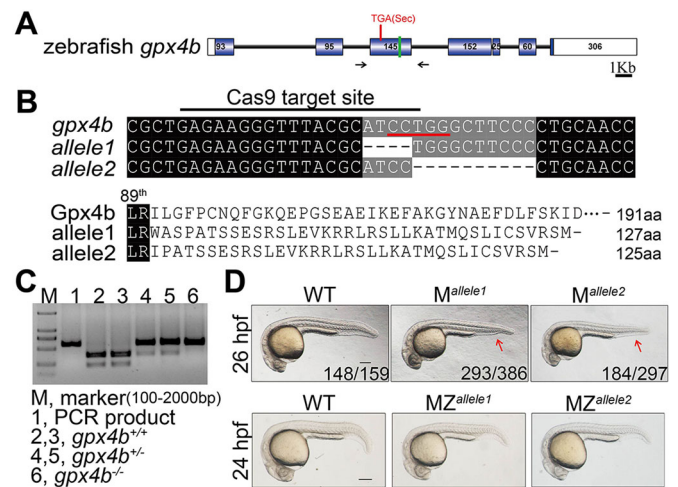 A
TGA(Sec)
zebrafish gpx4b
93 95 145 152 25 60 306
1Kb
B
Cas9 target site
gpx4b CGCTGAGAAGGGTTTACGCATCCTGGGCTTCCCCTGCAACC
allele1 CGCTGAGAAGGGTTTACGC----TGGGCTTCCCCTGCAACC
allele2 CGCTGAGAAGGGTTTACGCATCC----------CTGCAACC
89th
Gpx4b LRILGFPCNQFGKQEPGSEAEIKEFAKGYNAEFDLFSKID···– 191aa
allele1 LRWASPATSSESRSLEVKRRLRSLLKATMQSLICSVRSM– 127aa
allele2 LRIPATSSESRSLEVKRRLRSLLKATMQSLICSVRSM– 125aa
C
M 1 2 3 4 5 6
M, marker(100-2000bp)
1, PCR product
2,3, gpx4b+/+
4,5, gpx4b+/-
6, gpx4b-/-
D
WT Mallele1 Mallele2
26 hpf
148/159 293/386 184/297
WT MZallele1 MZallele2
24 hpf